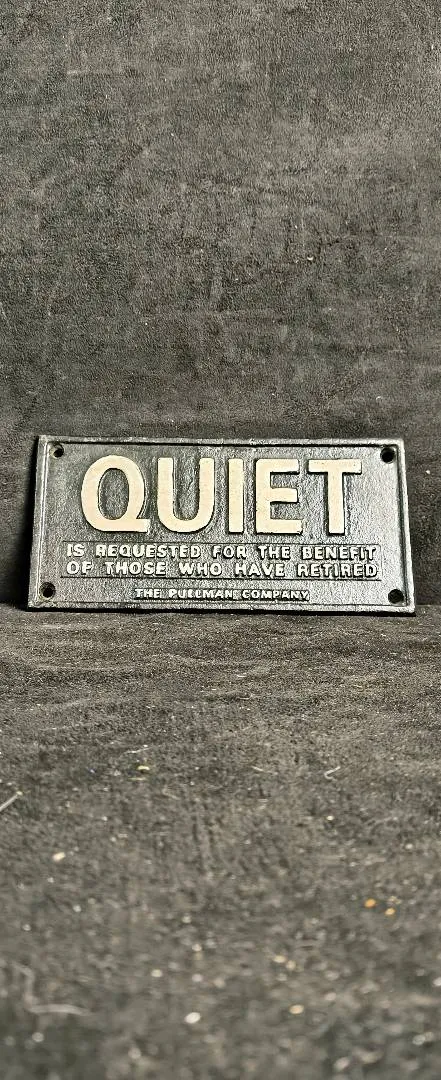 QUIET
IS REQUESTED FOR THE BENEFIT
OF THOSE WHO HAVE RETIRED
THE PULLMAN COMPANY